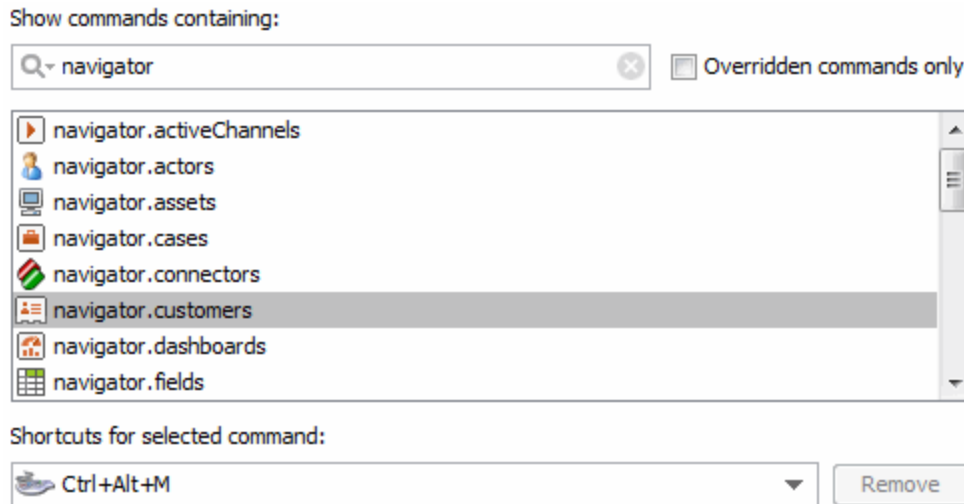 Show commands containing:
navigator
Overridden commands only
navigator.activeChannels
navigator.actors
navigator.assets
navigator.cases
navigator.connectors
navigator.customers
navigator.dashboards
navigator.fields
Shortcuts for selected command:
Ctrl+Alt+M
Remove